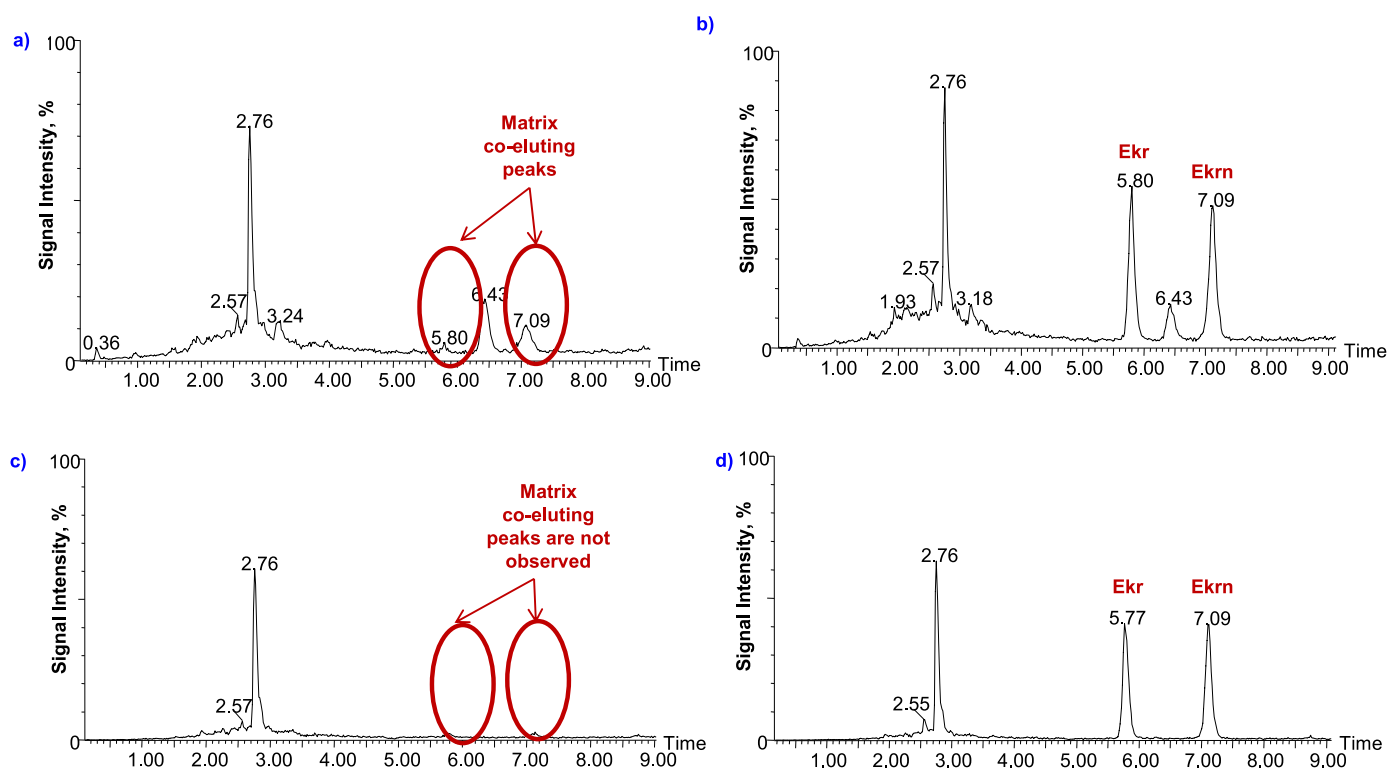 a)
100
Signal Intensity, %
0
0.36
2.57
2.76
3.24
5.80
6.43
7.09
Matrix
co-eluting
peaks
1.00 2.00 3.00 4.00 5.00 6.00 7.00 8.00 9.00
Time
b)
100
Signal Intensity, %
0
1.93
2.57
2.76
3.18
Ekr
5.80
6.43
Ekrn
7.09
1.00 2.00 3.00 4.00 5.00 6.00 7.00 8.00 9.00
Time
c)
100
Signal Intensity, %
0
2.57
2.76
Matrix
co-eluting
peaks are not
observed
1.00 2.00 3.00 4.00 5.00 6.00 7.00 8.00 9.00
Time
d)
100
Signal Intensity, %
0
2.55
2.76
Ekr
5.77
Ekrn
7.09
1.00 2.00 3.00 4.00 5.00 6.00 7.00 8.00 9.00
Time